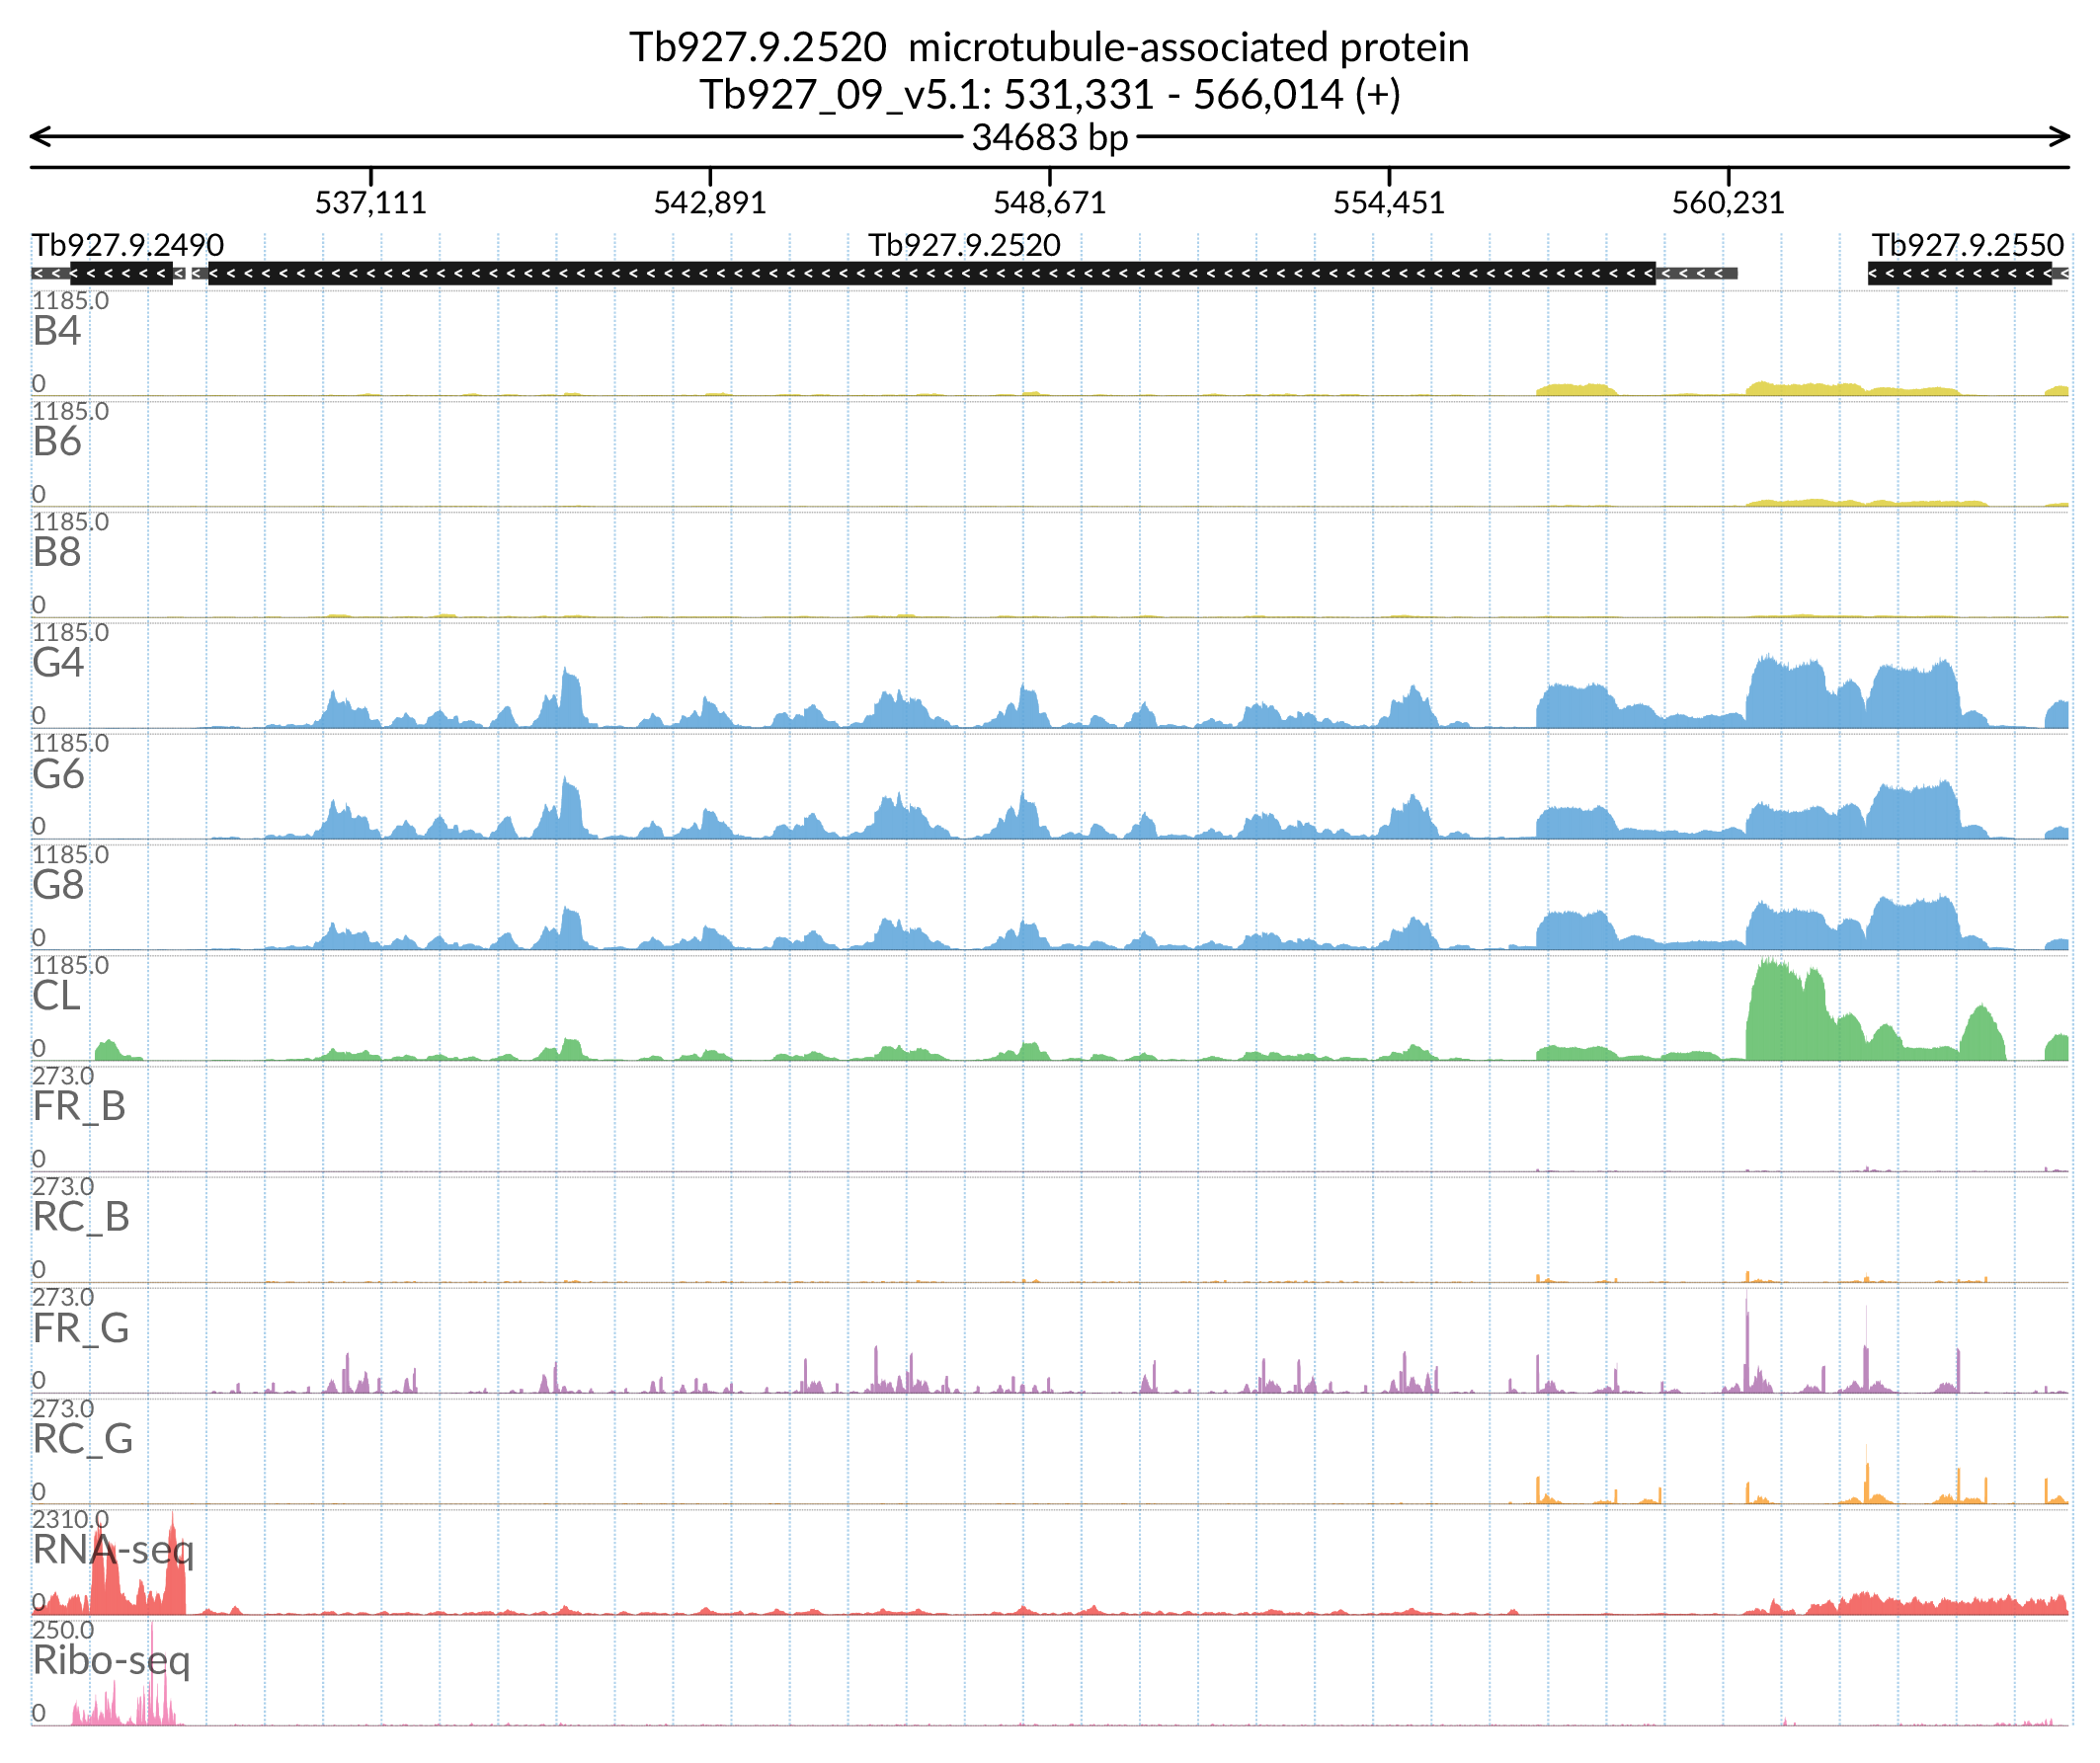 Tb927.9.2520 microtubule-associated protein
Tb927_09_v5.1: 531,331 - 566,014 (+)
34683 bp
537,111 542,891 548,671 554,451 560,231
Tb927.9.2490 Tb927.9.2520 Tb927.9.2550
1185.0
B4
0
1185.0
B6
0
1185.0
B8
0
1185.0
G4
0
1185.0
G6
0
1185.0
G8
0
1185.0
CL
0
273.0
FR_B
0
273.0
RC_B
0
273.0
FR_G
0
273.0
RC_G
0
2310.0
RNA-seq
0
250.0
Ribo-seq
0